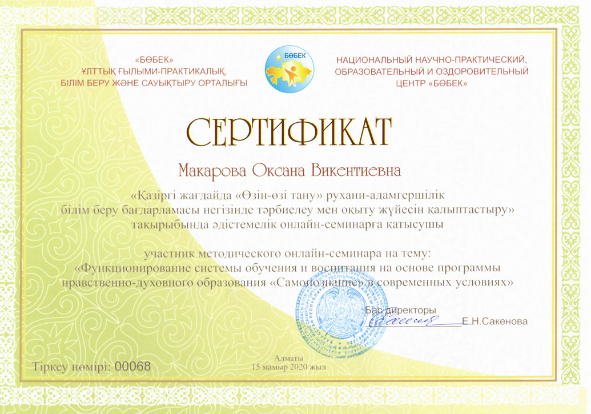 «БӨБЕК»
ҰЛТТЫҚ ҒЫЛЫМИ-ПРАКТИКАЛЫҚ,
БІЛІМ БЕРУ ЖӘНЕ САУЫҚТЫРУ ОРТАЛЫҒЫ
БӨБЕК
НАЦИОНАЛЬНЫЙ НАУЧНО-ПРАКТИЧЕСКИЙ,
ОБРАЗОВАТЕЛЬНЫЙ И ОЗДОРОВИТЕЛЬНЫЙ
ЦЕНТР «БӨБЕК»
СЕРТИФИКАТ
Макарова Оксана Викентиевна
«Қазіргі жағдайда «Өзін-өзі тану» рухани-адамгершілік
білім беру бағдарламасы негізінде тәрбиелеу мен оқыту жүйесін қалыптастыру»
тақырыбында әдістемелік онлайн-семинарға қатысушы
участник методического онлайн-семинара на тему:
«Функционирование системы обучения и воспитания на основе программы
нравственно-духовного образования «Самопознание» в современных условиях»
Бас директоры
Е.Н.Сакенова
Тіркеу нөмірі: 00068
Алматы
15 мамыр 2020 жыл